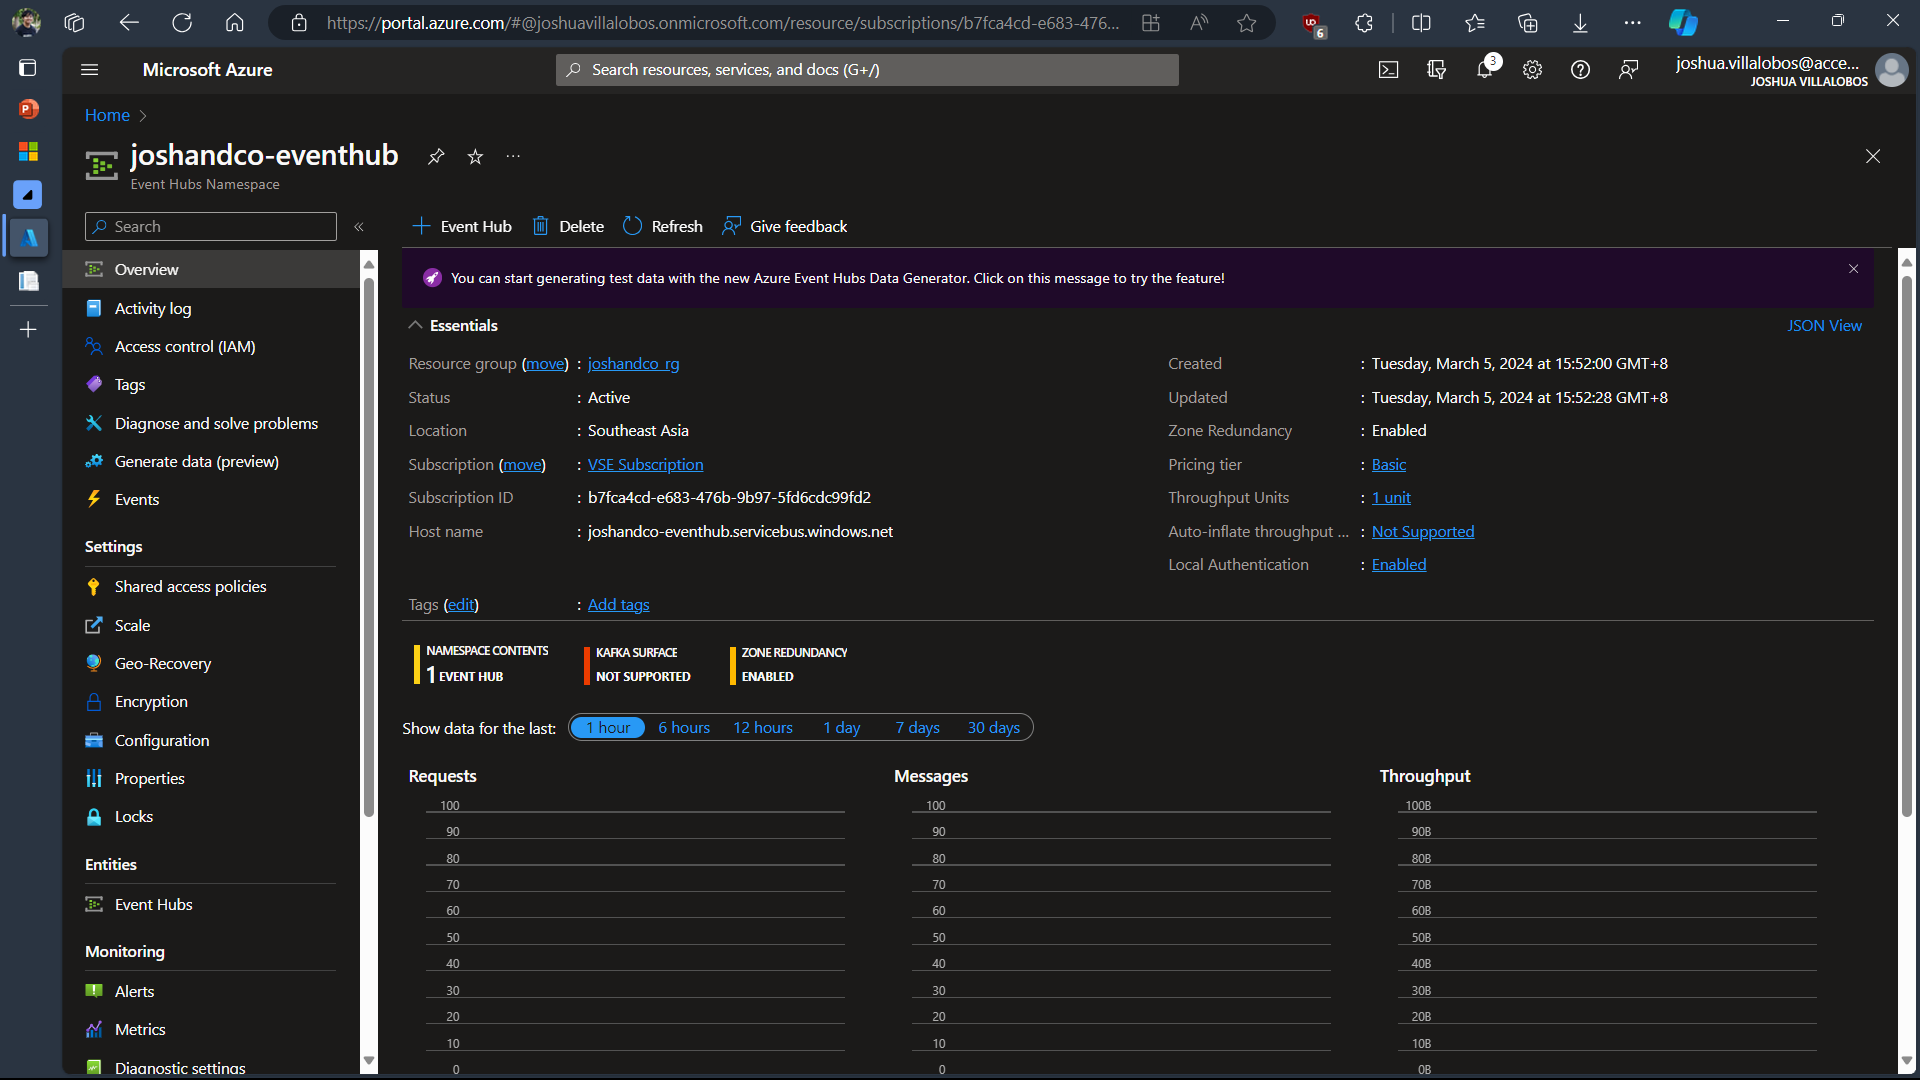 https://portal.azure.com/#@joshuavillalobos.onmicrosoft.com/resource/subscriptions/b7fca4cd-e683-476...
6
Microsoft Azure
Search resources, services, and docs (G+/)
3
joshua.villalobos@acce...
JOSHUA VILLALOBOS
Home
joshandco-eventhub
Event Hubs Namespace
Search
Event Hub
Delete
Refresh
Give feedback
Overview
Activity log
Access control (IAM)
Tags
Diagnose and solve problems
Generate data (preview)
Events
Settings
Shared access policies
Scale
Geo-Recovery
Encryption
Configuration
Properties
Locks
Entities
Event Hubs
Monitoring
Alerts
Metrics
Diagnostic settings
You can start generating test data with the new Azure Event Hubs Data Generator. Click on this message to try the feature!
Essentials
JSON View
Resource group (move) : joshandco_rg
Status : Active
Location : Southeast Asia
Subscription (move) : VSE Subscription
Subscription ID : b7fca4cd-e683-476b-9b97-5fd6cdc99fd2
Host name : joshandco-eventhub.servicebus.windows.net
Created : Tuesday, March 5, 2024 at 15:52:00 GMT+8
Updated : Tuesday, March 5, 2024 at 15:52:28 GMT+8
Zone Redundancy : Enabled
Pricing tier : Basic
Throughput Units : 1 unit
Auto-inflate throughput ... : Not Supported
Local Authentication : Enabled
Tags (edit) : Add tags
NAMESPACE CONTENTS
1 EVENT HUB
KAFKA SURFACE
NOT SUPPORTED
ZONE REDUNDANCY
ENABLED
Show data for the last: 1 hour 6 hours 12 hours 1 day 7 days 30 days
Requests
100
90
80
70
60
50
40
30
20
10
0
Messages
100
90
80
70
60
50
40
30
20
10
0
Throughput
100B
90B
80B
70B
60B
50B
40B
30B
20B
10B
0B